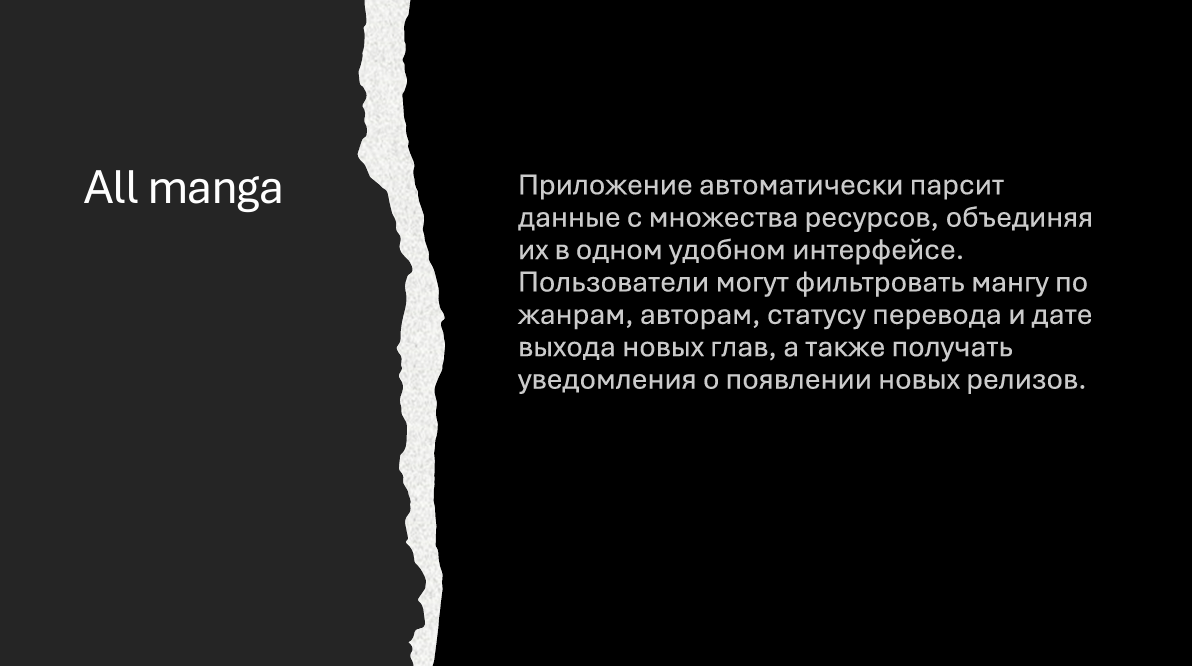 All manga
Приложение автоматически парсит
данные с множества ресурсов, объединяя
их в одном удобном интерфейсе.
Пользователи могут фильтровать мангу по
жанрам, авторам, статусу перевода и дате
выхода новых глав, а также получать
уведомления о появлении новых релизов.